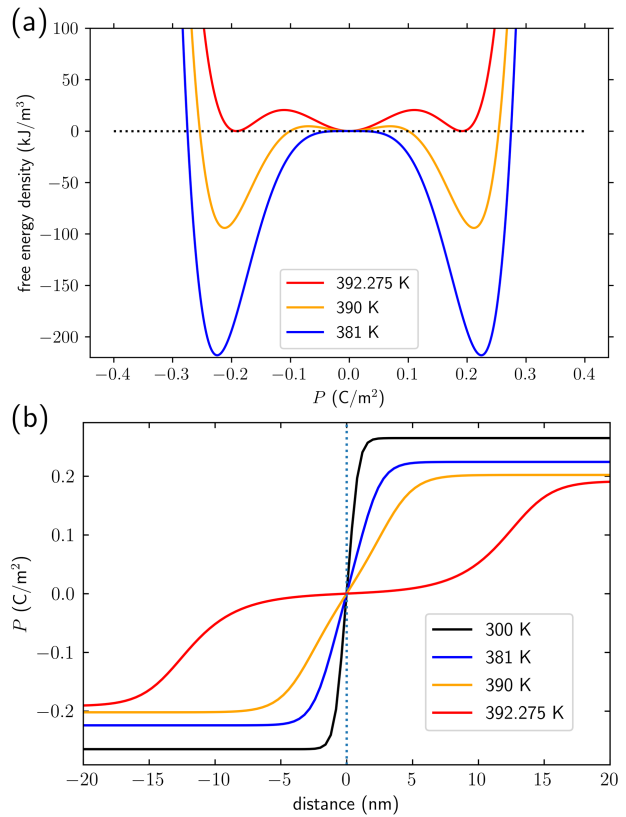 (a)
free energy density (kJ/m³)
100
50
0
−50
−100
−150
−200
392.275 K
390 K
381 K
−0.4 −0.3 −0.2 −0.1 0.0 0.1 0.2 0.3 0.4
P (C/m²)
(b)
P (C/m²)
0.2
0.1
0.0
−0.1
−0.2
300 K
381 K
390 K
392.275 K
−20 −15 −10 −5 0 5 10 15 20
distance (nm)